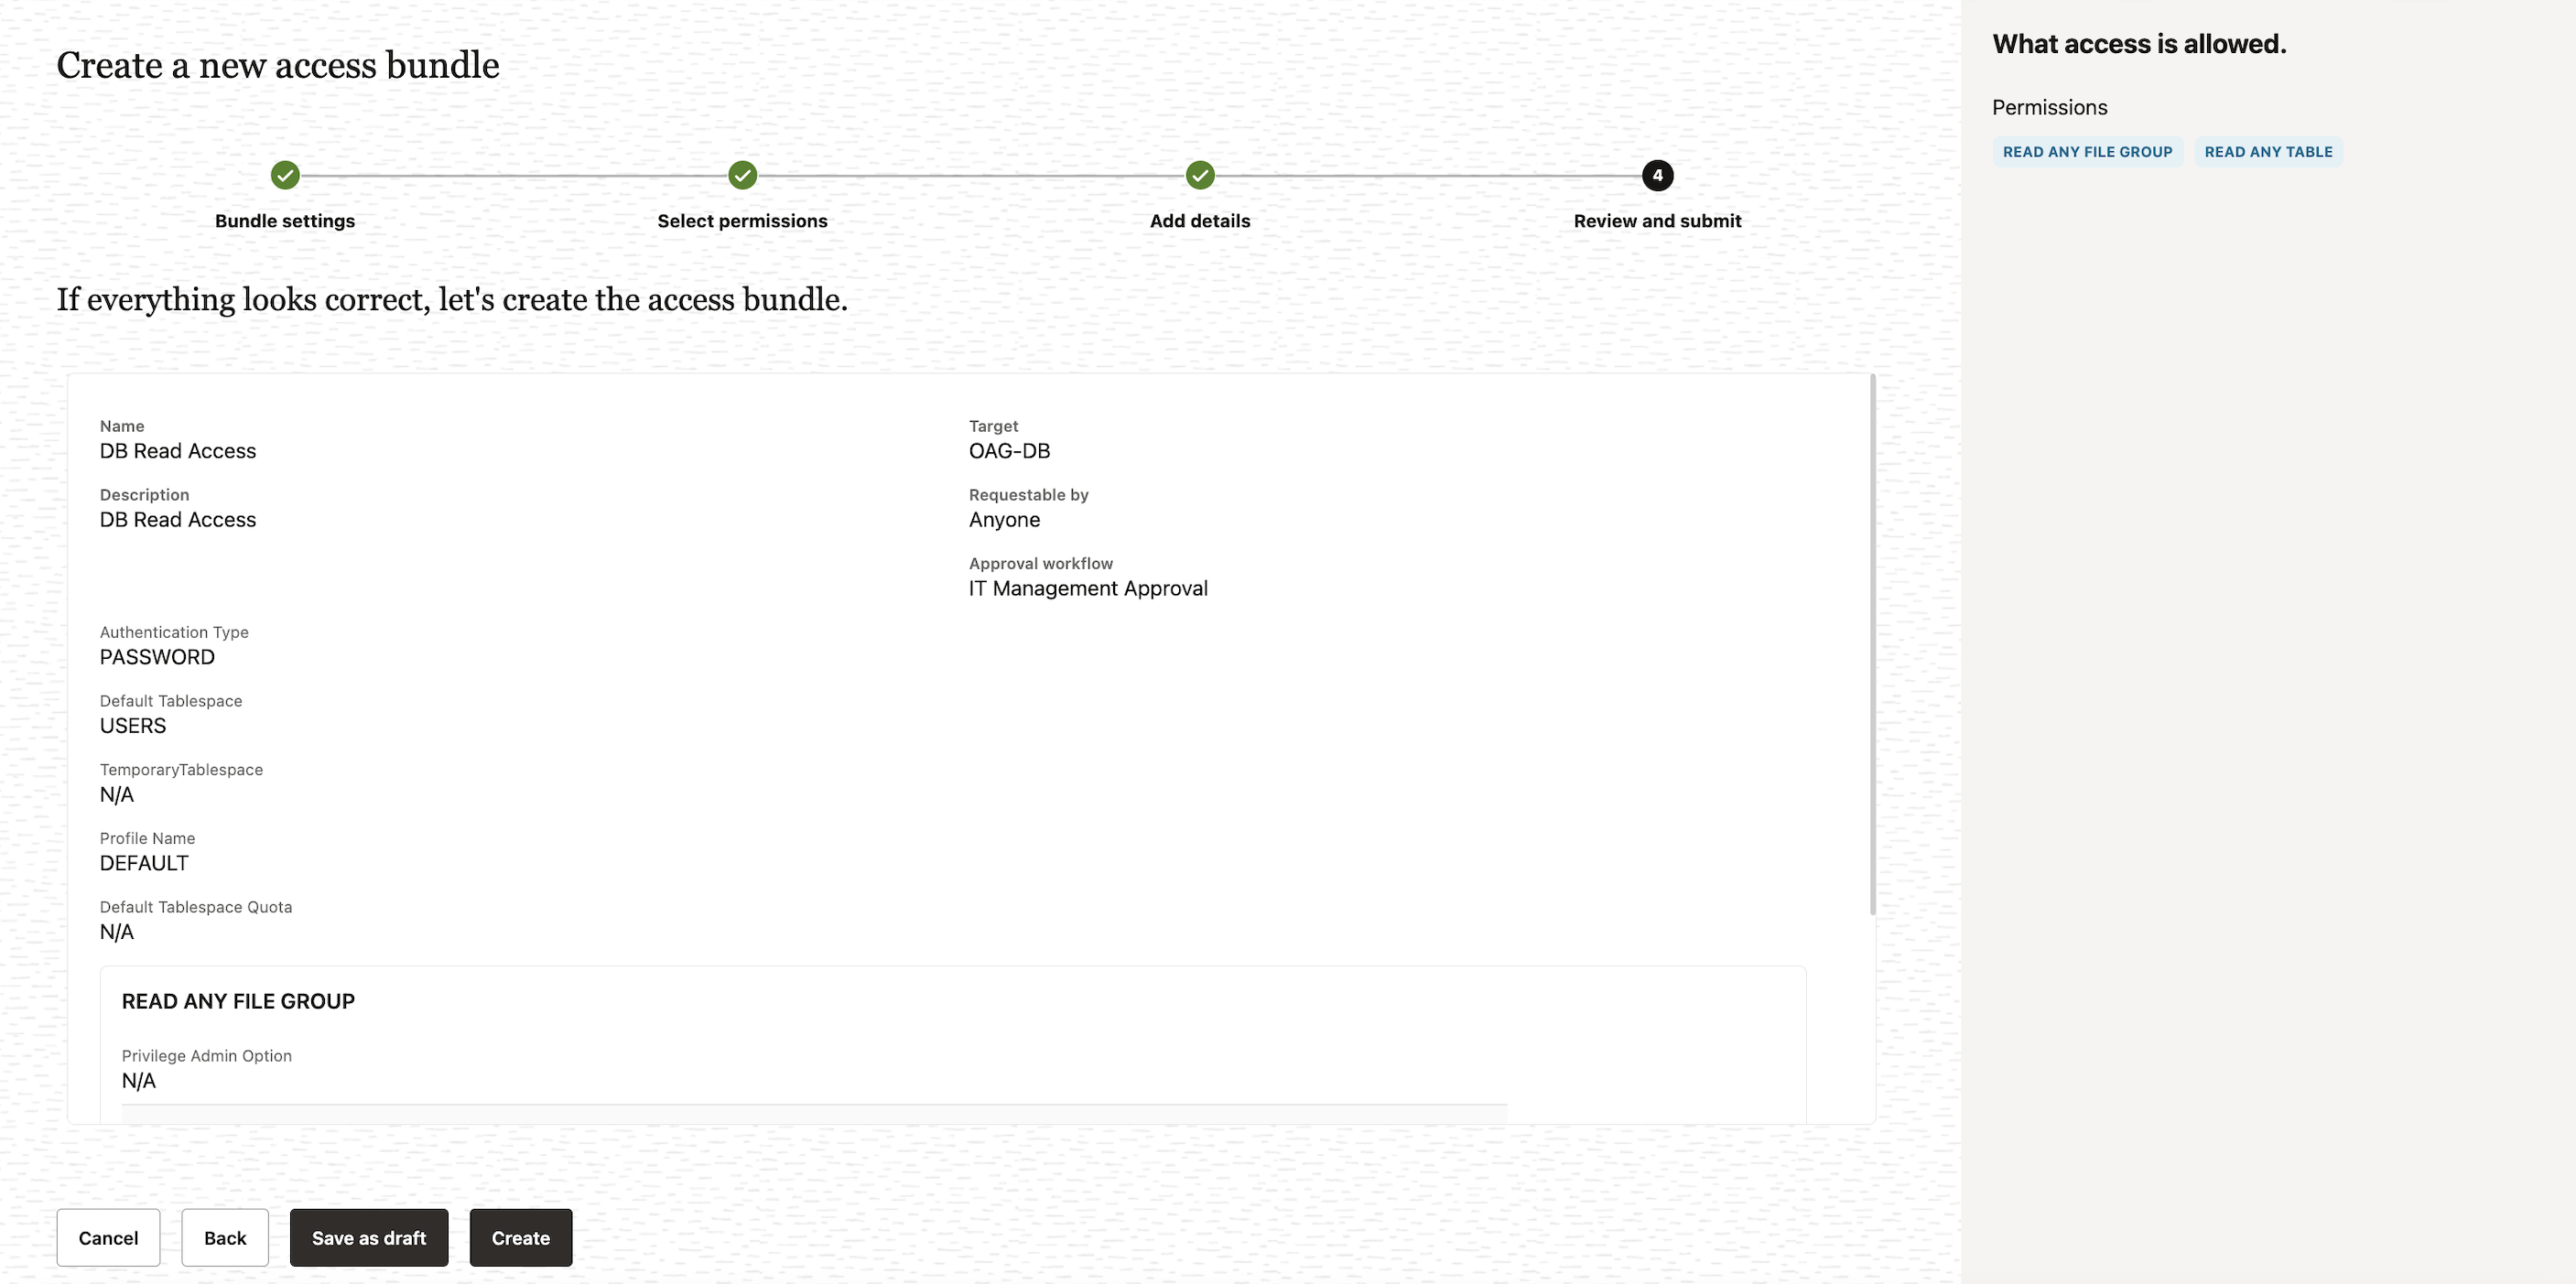 Create a new access bundle
Bundle settings
Select permissions
Add details
4
Review and submit
If everything looks correct, let's create the access bundle.
Name
DB Read Access
Description
DB Read Access
Target
OAG-DB
Requestable by
Anyone
Approval workflow
IT Management Approval
Authentication Type
PASSWORD
Default Tablespace
USERS
TemporaryTablespace
N/A
Profile Name
DEFAULT
Default Tablespace Quota
N/A
READ ANY FILE GROUP
Privilege Admin Option
N/A
Cancel
Back
Save as draft
Create
What access is allowed.
Permissions
READ ANY FILE GROUP
READ ANY TABLE